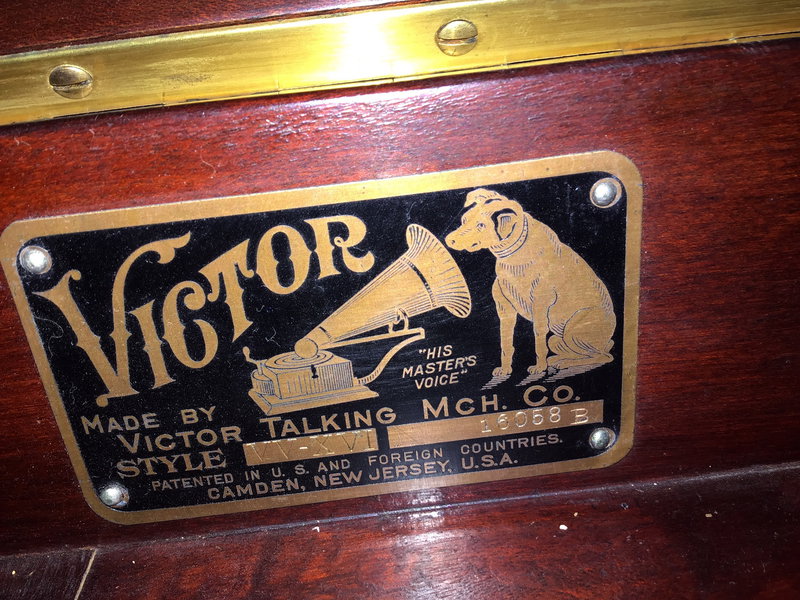 VICTOR
"HIS
MASTER'S
VOICE"
MADE BY
VICTOR TALKING MCH. CO.
STYLE VV-XVI 16058 B
PATENTED IN U. S. AND FOREIGN COUNTRIES.
CAMDEN, NEW JERSEY, U.S.A.